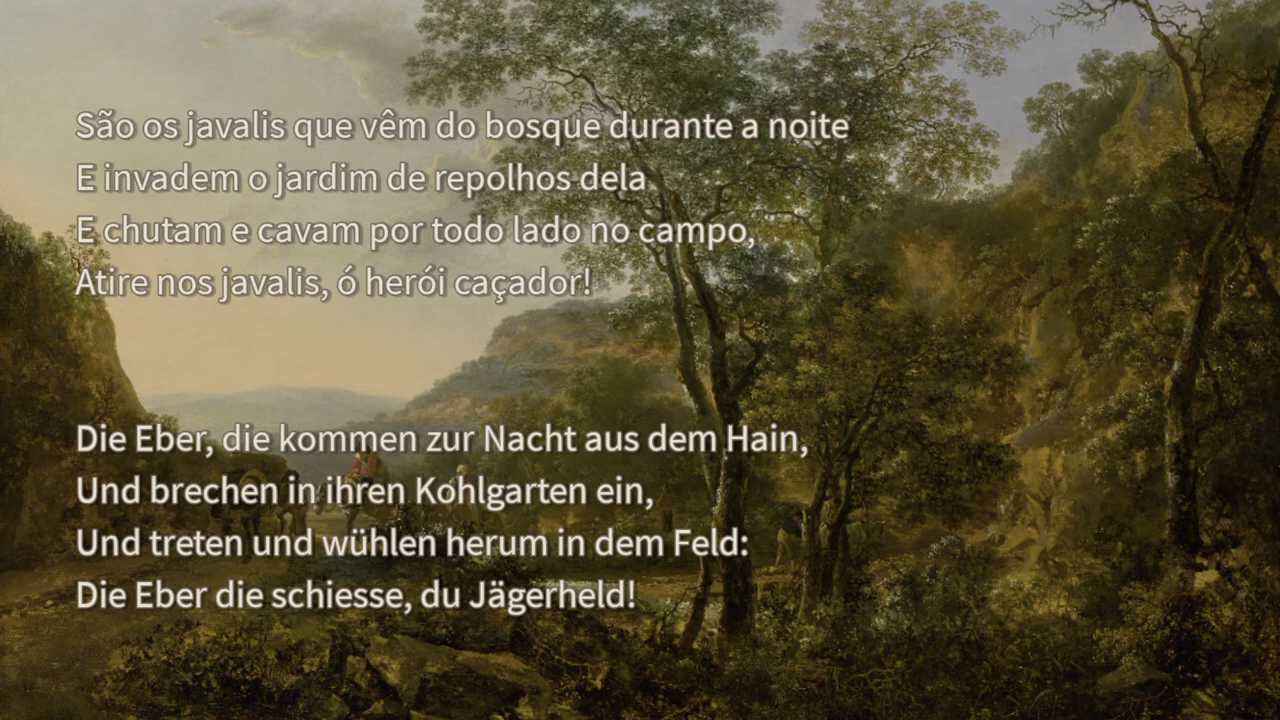 São os javalis que vêm do bosque durante a noite
E invadem o jardim de repolhos dela
E chutam e cavam por todo lado no campo,
Atire nos javalis, ó herói caçador!
Die Eber, die kommen zur Nacht aus dem Hain,
Und brechen in ihren Kohlgarten ein,
Und treten und wühlen herum in dem Feld:
Die Eber die schiesse, du Jägerheld!